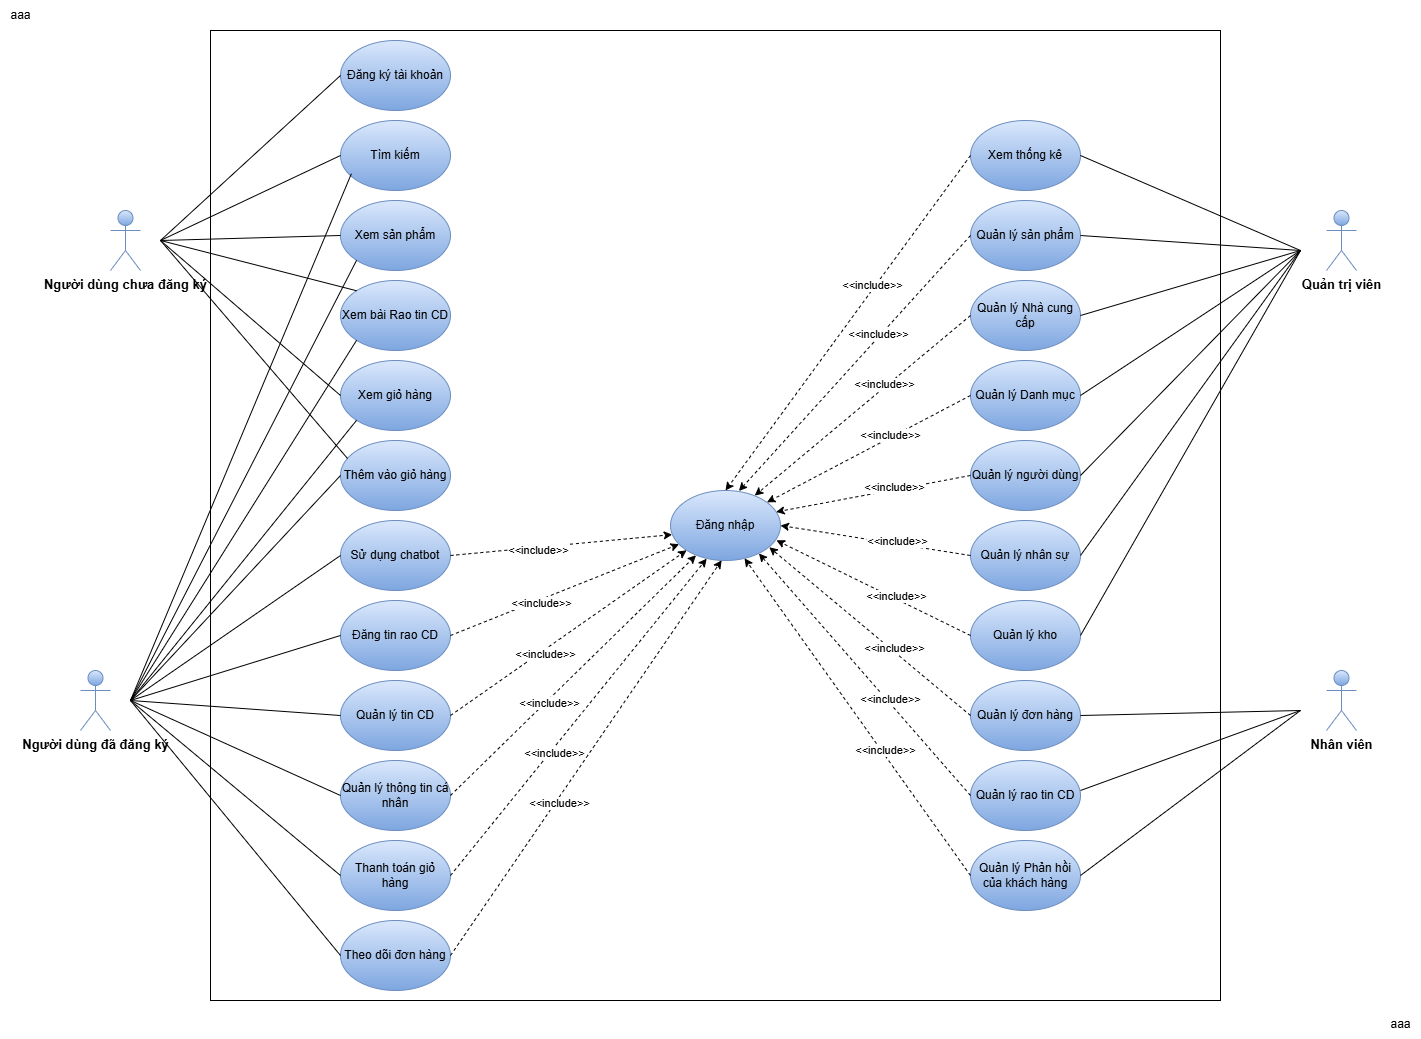 aaa
Đăng ký tài khoản
Tìm kiếm
Xem sản phẩm
Xem bài Rao tin CD
Xem giỏ hàng
Thêm vào giỏ hàng
Sử dụng chatbot
Đăng tin rao CD
Quản lý tin CD
Quản lý thông tin cá
nhân
Thanh toán giỏ
hàng
Theo dõi đơn hàng
Người dùng chưa đăng ký
Người dùng đã đăng ký
<<include>>
<<include>>
<<include>>
<<include>>
<<include>>
<<include>>
Đăng nhập
<<include>>
<<include>>
<<include>>
<<include>>
<<include>>
<<include>>
<<include>>
<<include>>
<<include>>
<<include>>
Xem thống kê
Quản lý sản phẩm
Quản lý Nhà cung
cấp
Quản lý Danh mục
Quản lý người dùng
Quản lý nhân sự
Quản lý kho
Quản lý đơn hàng
Quản lý rao tin CD
Quản lý Phản hồi
của khách hàng
Quản trị viên
Nhân viên
aaa